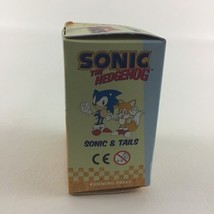 SONIC
THE HEDGEHOG
SONIC & TAILS
CE